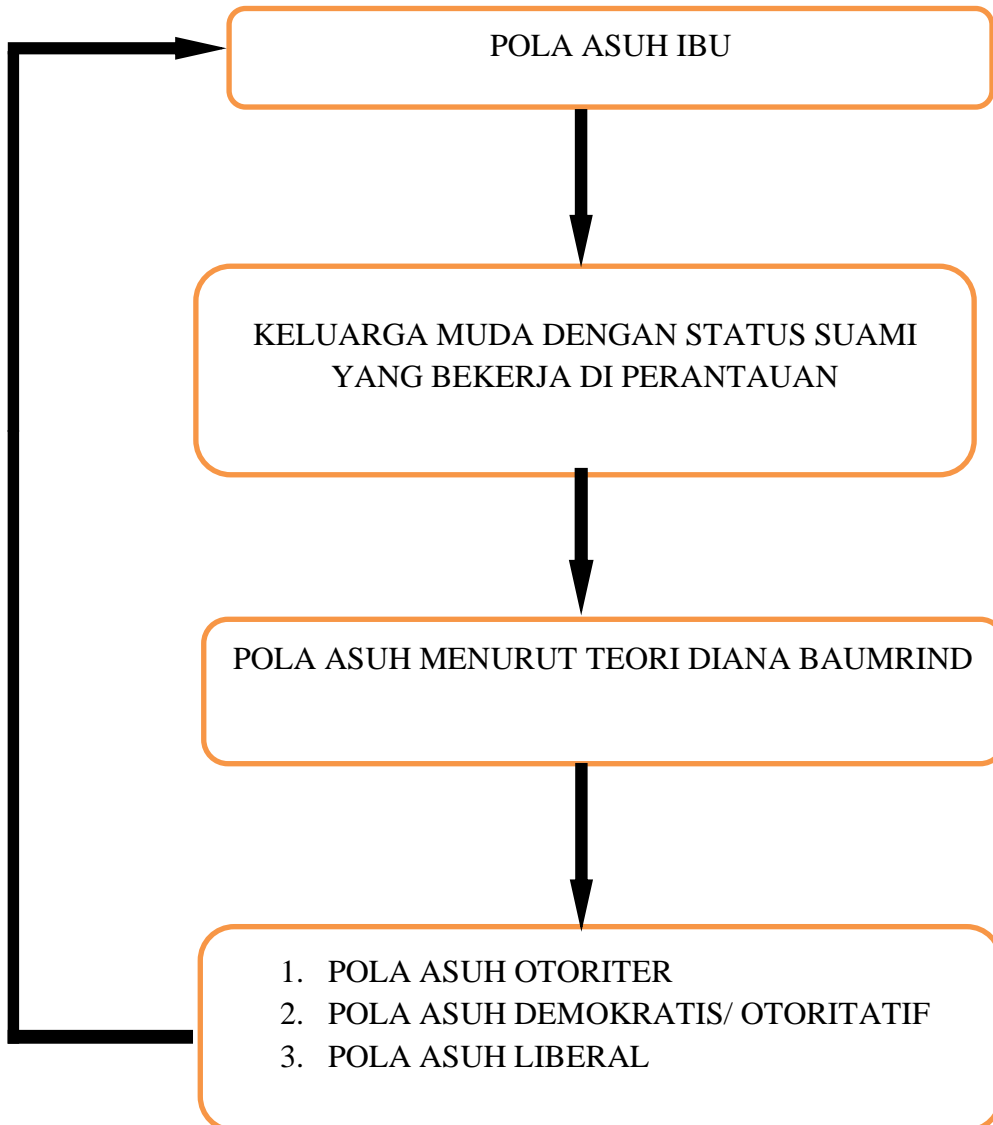 POLA ASUH IBU
KELUARGA MUDA DENGAN STATUS SUAMI
YANG BEKERJA DI PERANTAUAN
POLA ASUH MENURUT TEORI DIANA BAUMRIND
1. POLA ASUH OTORITER
2. POLA ASUH DEMOKRATIS/ OTORITATIF
3. POLA ASUH LIBERAL